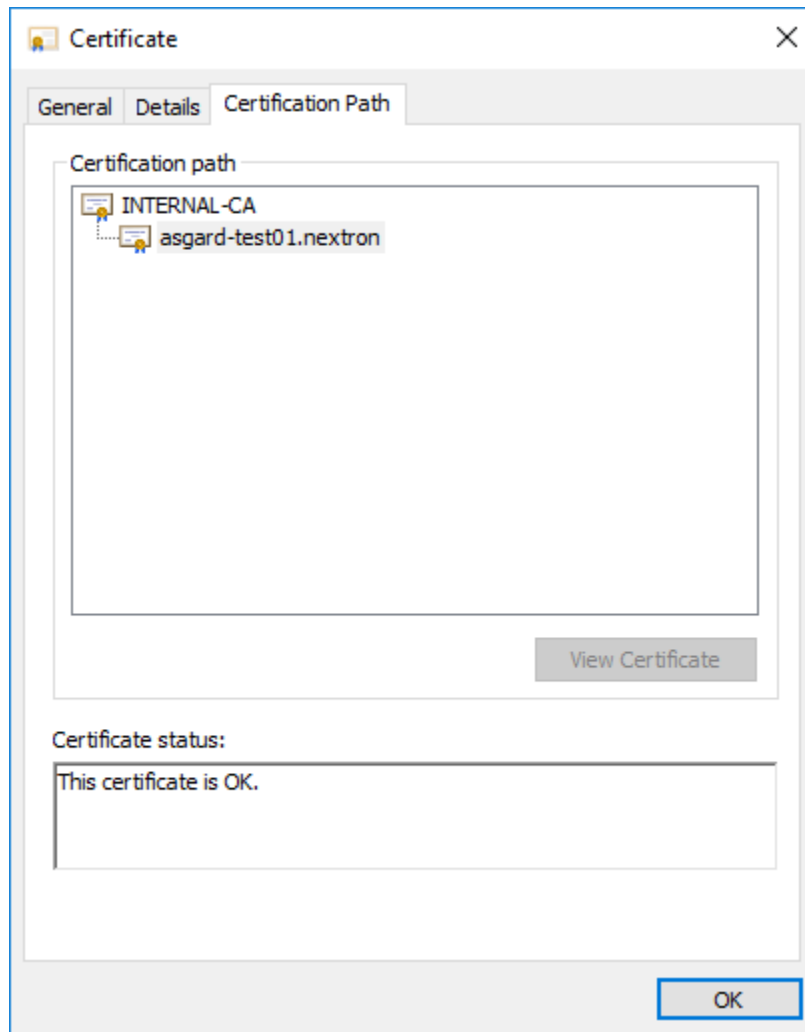 Certificate
General Details Certification Path
Certification path
INTERNAL-CA
asgard-test01.nextron
View Certificate
Certificate status:
This certificate is OK.
OK